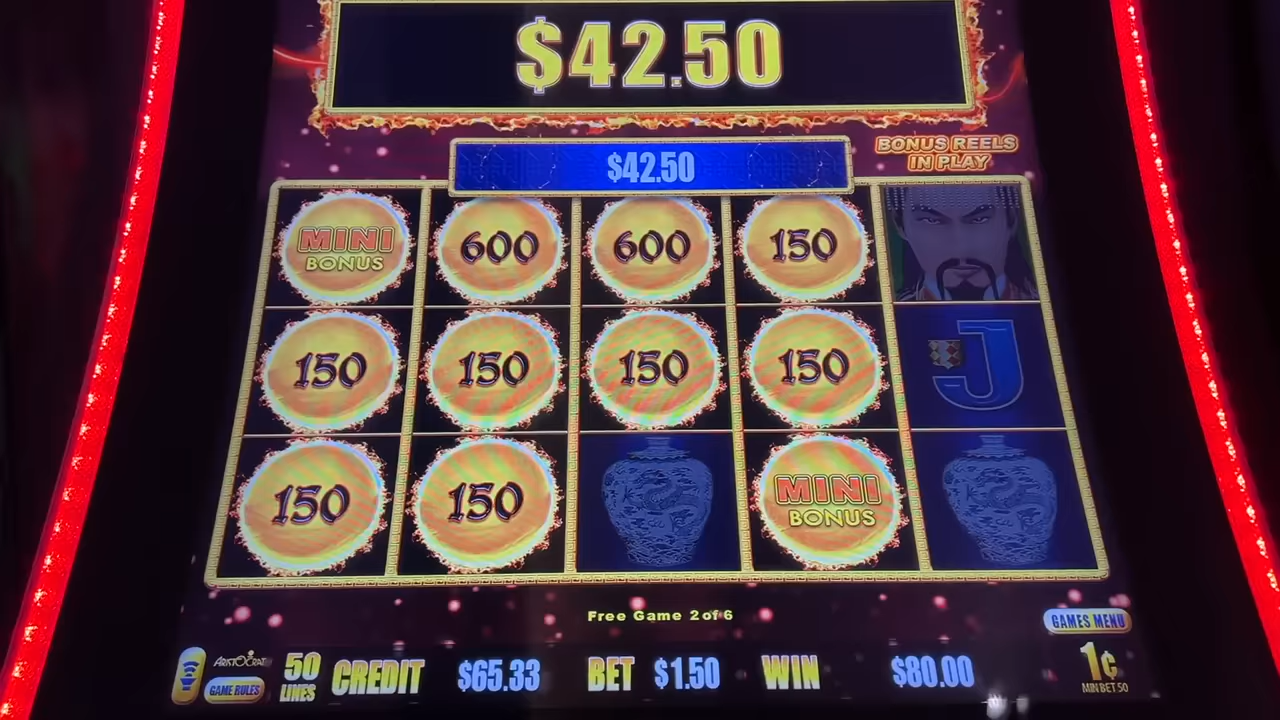 $42.50
$42.50
BONUS REELS
IN PLAY
MINI
BONUS
600
600
150
150
150
150
150
150
150
MINI
BONUS
J
Free Game 2 of 6
GAMES MENU
ARISTOCRAT
GAME RULES
50
LINES
CREDIT $65.33 BET $1.50 WIN $80.00
1¢
MIN BET 50